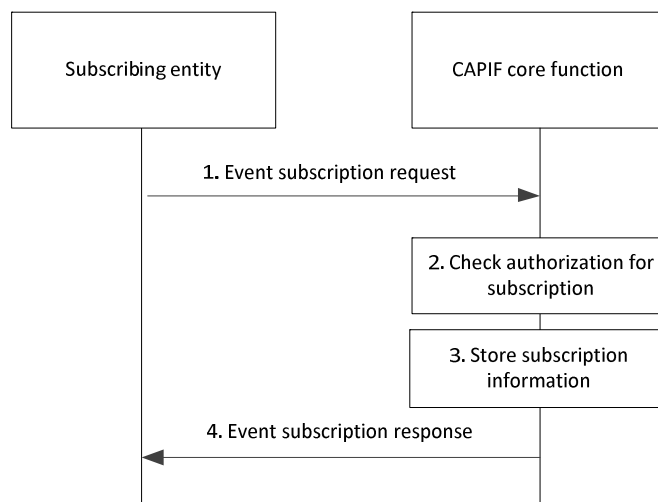 Subscribing entity
CAPIF core function
1. Event subscription request
2. Check authorization for
subscription
3. Store subscription
information
4. Event subscription response